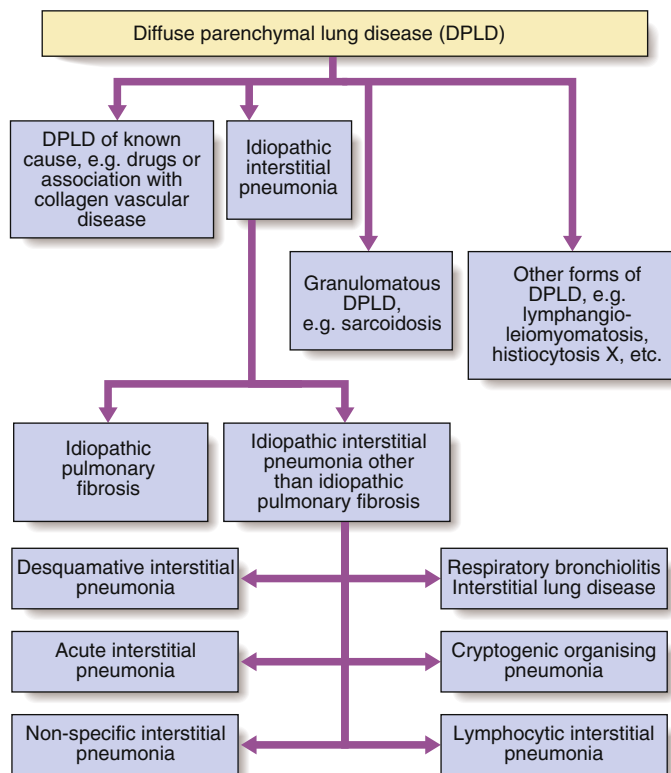 Diffuse parenchymal lung disease (DPLD)
DPLD of known
cause, e.g. drugs or
association with
collagen vascular
disease
Idiopathic
interstitial
pneumonia
Granulomatous
DPLD,
e.g. sarcoidosis
Other forms of
DPLD, e.g.
lymphangio-
leiomyomatosis,
histiocytosis X, etc.
Idiopathic
pulmonary
fibrosis
Idiopathic interstitial
pneumonia other
than idiopathic
pulmonary fibrosis
Desquamative interstitial
pneumonia
Respiratory bronchiolitis
Interstitial lung disease
Acute interstitial
pneumonia
Cryptogenic organising
pneumonia
Non-specific interstitial
pneumonia
Lymphocytic interstitial
pneumonia